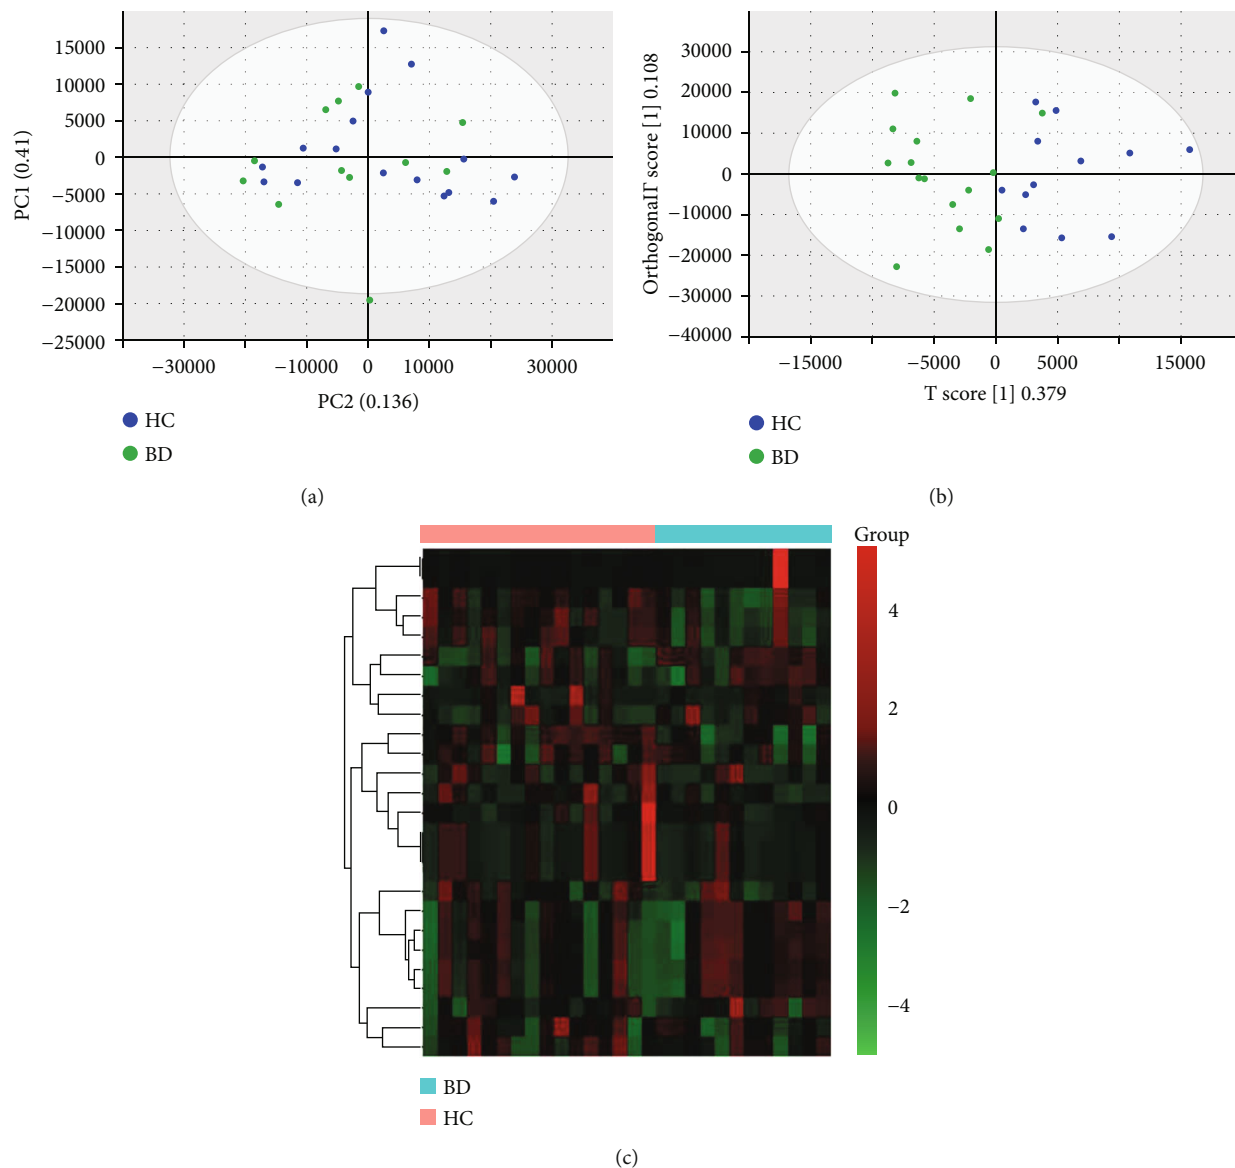 15000
10000
5000
0
−5000
−10000
−15000
−20000
−25000
PC1 (0.41)
−30000 −10000 0 10000 30000
PC2 (0.136)
HC
BD
(a)
30000
20000
10000
0
−10000
−20000
−30000
−40000
OrthogonalT score [1] 0.108
−15000 −5000 0 5000 15000
T score [1] 0.379
HC
BD
(b)
Group
4
2
0
−2
−4
BD
HC
(c)